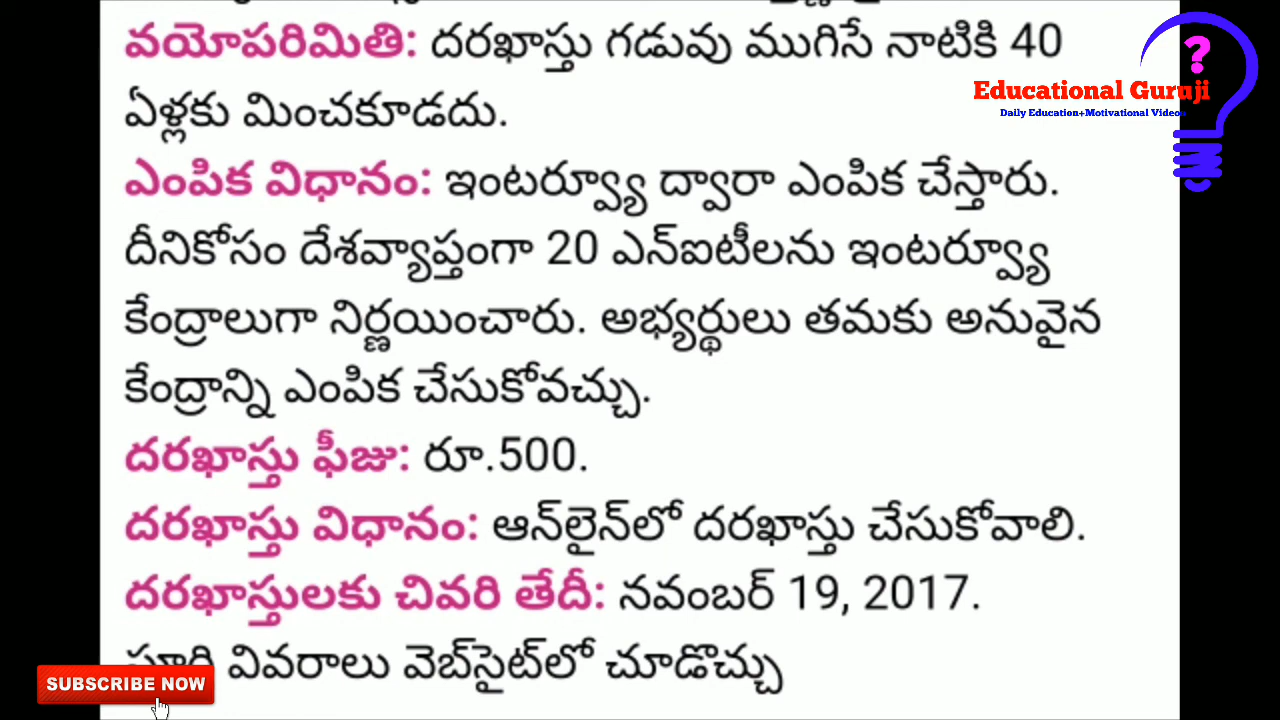 వయోపరిమితి: దరఖాస్తు గడువు ముగిసే నాటికి 40
ఏళ్లకు మించకూడదు.
ఎంపిక విధానం: ఇంటర్వ్యూ ద్వారా ఎంపిక చేస్తారు.
దీనికోసం దేశవ్యాప్తంగా 20 ఎన్ఐటీలను ఇంటర్వ్యూ
కేంద్రాలుగా నిర్ణయించారు. అభ్యర్థులు తమకు అనువైన
కేంద్రాన్ని ఎంపిక చేసుకోవచ్చు.
దరఖాస్తు ఫీజు: రూ.500.
దరఖాస్తు విధానం: ఆన్‌లైన్‌లో దరఖాస్తు చేసుకోవాలి.
దరఖాస్తులకు చివరి తేదీ: నవంబర్ 19, 2017.
వివరాలు వెబ్‌సైట్‌లో చూడొచ్చు
?
Educational Guruji
Daily Education+Motivational Videos
SUBSCRIBE NOW